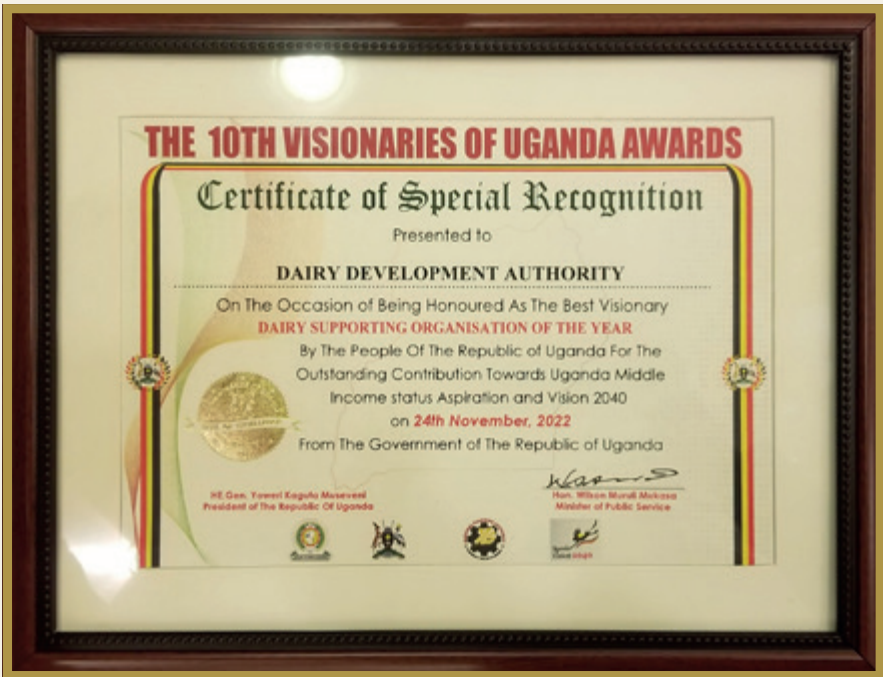 THE 10TH VISIONARIES OF UGANDA AWARDS
Certificate of Special Recognition
Presented to
DAIRY DEVELOPMENT AUTHORITY
On The Occasion of Being Honoured As The Best Visionary
DAIRY SUPPORTING ORGANISATION OF THE YEAR
By The People Of The Republic of Uganda For The
Outstanding Contribution Towards Uganda Middle
Income status Aspiration and Vision 2040
on 24th November, 2022
From The Government of The Republic of Uganda
HE.Gen. Yoweri Kaguta Museveni
President of The Republic Of Uganda
Hon. Wilson Muruli Mukasa
Minister of Public Service